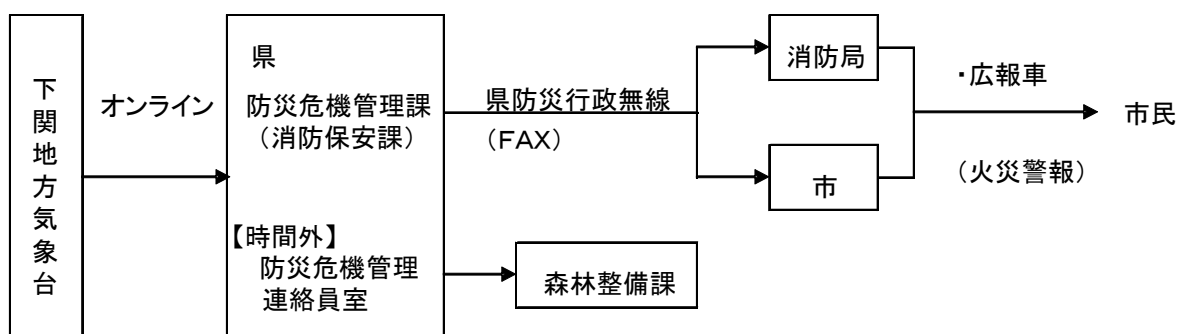 下関地方気象台
オンライン
県
防災危機管理課
（消防保安課）
【時間外】
防災危機管理
連絡員室
県防災行政無線
（FAX）
森林整備課
消防局
市
・広報車
（火災警報）
市民